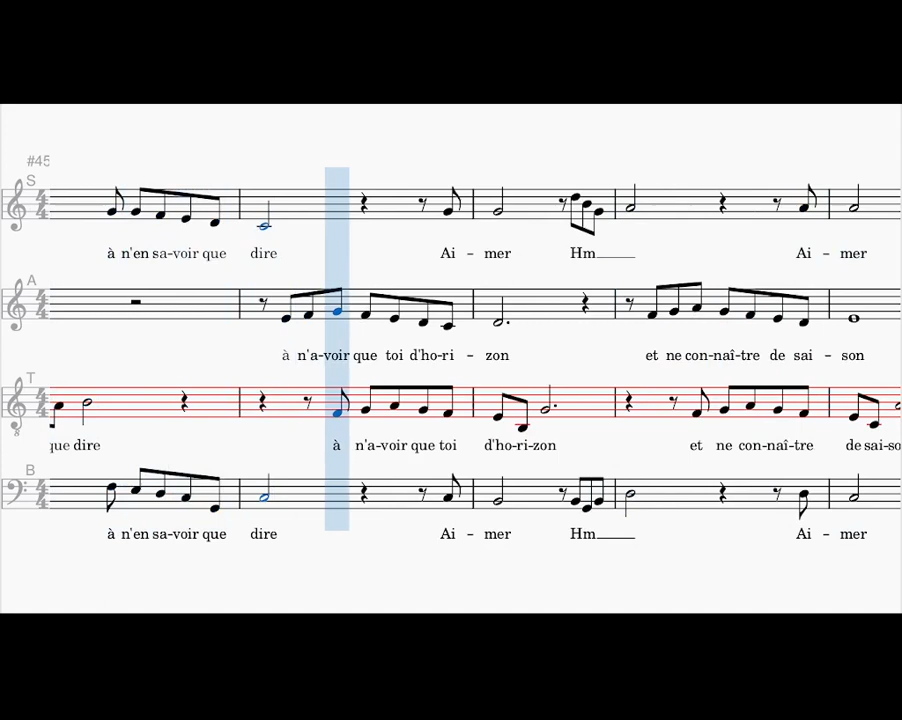 #45
S
à n'en sa-voir que dire Ai - mer Hm Ai - mer
A
à n'a-voir que toi d'ho-ri - zon et ne con-naî-tre de sai - son
T
que dire à n'a-voir que toi d'ho-ri-zon et ne con-naî-tre de sai-so
B
à n'en sa-voir que dire Ai - mer Hm Ai - mer